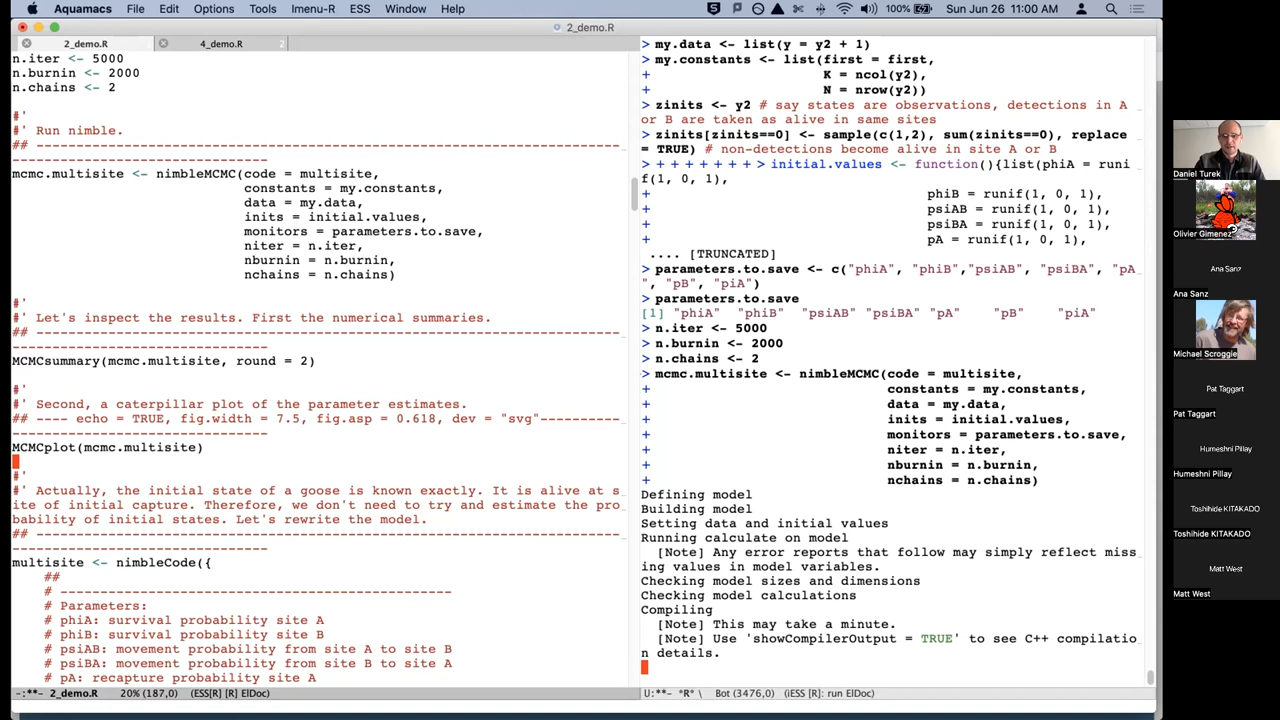 Aquamacs File Edit Options Tools Imenu-R ESS Window Help 100% Sun Jun 26 11:00 AM
2_demo.R
2_demo.R 4_demo.R 2
n.iter <- 5000
n.burnin <- 2000
n.chains <- 2
#'
#' Run nimble.
## -------------------------------------------------------------------------
--------------------------------
mcmc.multisite <- nimbleMCMC(code = multisite,
constants = my.constants,
data = my.data,
inits = initial.values,
monitors = parameters.to.save,
niter = n.iter,
nburnin = n.burnin,
nchains = n.chains)
#'
#' Let's inspect the results. First the numerical summaries.
## -------------------------------------------------------------------------
--------------------------------
MCMCsummary(mcmc.multisite, round = 2)
#'
#' Second, a caterpillar plot of the parameter estimates.
## ---- echo = TRUE, fig.width = 7.5, fig.asp = 0.618, dev = "svg"----------
--------------------------------
MCMCplot(mcmc.multisite)
#'
#' Actually, the initial state of a goose is known exactly. It is alive at s
ite of initial capture. Therefore, we don't need to try and estimate the pro
bability of initial states. Let's rewrite the model.
## -------------------------------------------------------------------------
--------------------------------
multisite <- nimbleCode({
##
# -------------------------------------------------
# Parameters:
# phiA: survival probability site A
# phiB: survival probability site B
# psiAB: movement probability from site A to site B
# psiBA: movement probability from site B to site A
# pA: recapture probability site A
-:**- 2_demo.R 20% (187,0) (ESS[R] [R] ElDoc)
> my.data <- list(y = y2 + 1)
> my.constants <- list(first = first,
+ K = ncol(y2),
+ N = nrow(y2))
> zinits <- y2 # say states are observations, detections in A
or B are taken as alive in same sites
> zinits[zinits==0] <- sample(c(1,2), sum(zinits==0), replace
= TRUE) # non-detections become alive in site A or B
> + + + + + + + > initial.values <- function(){list(phiA = runi
f(1, 0, 1),
+ phiB = runif(1, 0, 1),
+ psiAB = runif(1, 0, 1),
+ psiBA = runif(1, 0, 1),
+ pA = runif(1, 0, 1),
.... [TRUNCATED]
> parameters.to.save <- c("phiA", "phiB","psiAB", "psiBA", "pA
", "pB", "piA")
> parameters.to.save
[1] "phiA" "phiB" "psiAB" "psiBA" "pA" "pB" "piA"
> n.iter <- 5000
> n.burnin <- 2000
> n.chains <- 2
> mcmc.multisite <- nimbleMCMC(code = multisite,
+ constants = my.constants,
+ data = my.data,
+ inits = initial.values,
+ monitors = parameters.to.save,
+ niter = n.iter,
+ nburnin = n.burnin,
+ nchains = n.chains)
Defining model
Building model
Setting data and initial values
Running calculate on model
[Note] Any error reports that follow may simply reflect miss
ing values in model variables.
Checking model sizes and dimensions
Checking model calculations
Compiling
[Note] This may take a minute.
[Note] Use 'showCompilerOutput = TRUE' to see C++ compilatio
n details.
U:**- *R* \ Bot (3476,0) (iESS [R]: run ElDoc)
Daniel Turek
Olivier Gimenez
Ana Sanz
Ana Sanz
Michael Scroggie
Pat Taggart
Pat Taggart
Humeshni Pillay
Humeshni Pillay
Toshihide KITAKADO
Toshihide KITAKADO
Matt West
Matt West